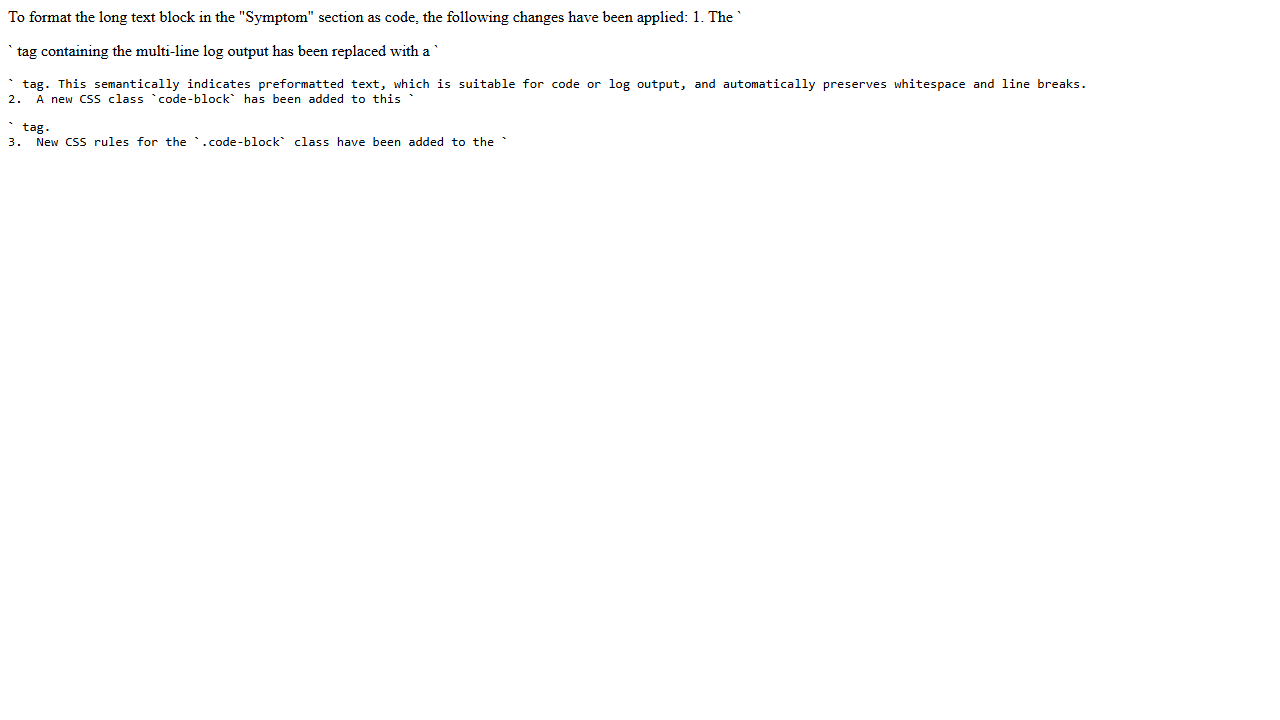 To format the long text block in the "Symptom" section as code, the following changes have been applied: 1. The `
` tag containing the multi-line log output has been replaced with a `
` tag. This semantically indicates preformatted text, which is suitable for code or log output, and automatically preserves whitespace and line breaks.
2.  A new CSS class `code-block` has been added to this `
` tag.
3.  New CSS rules for the `.code-block` class have been added to the `